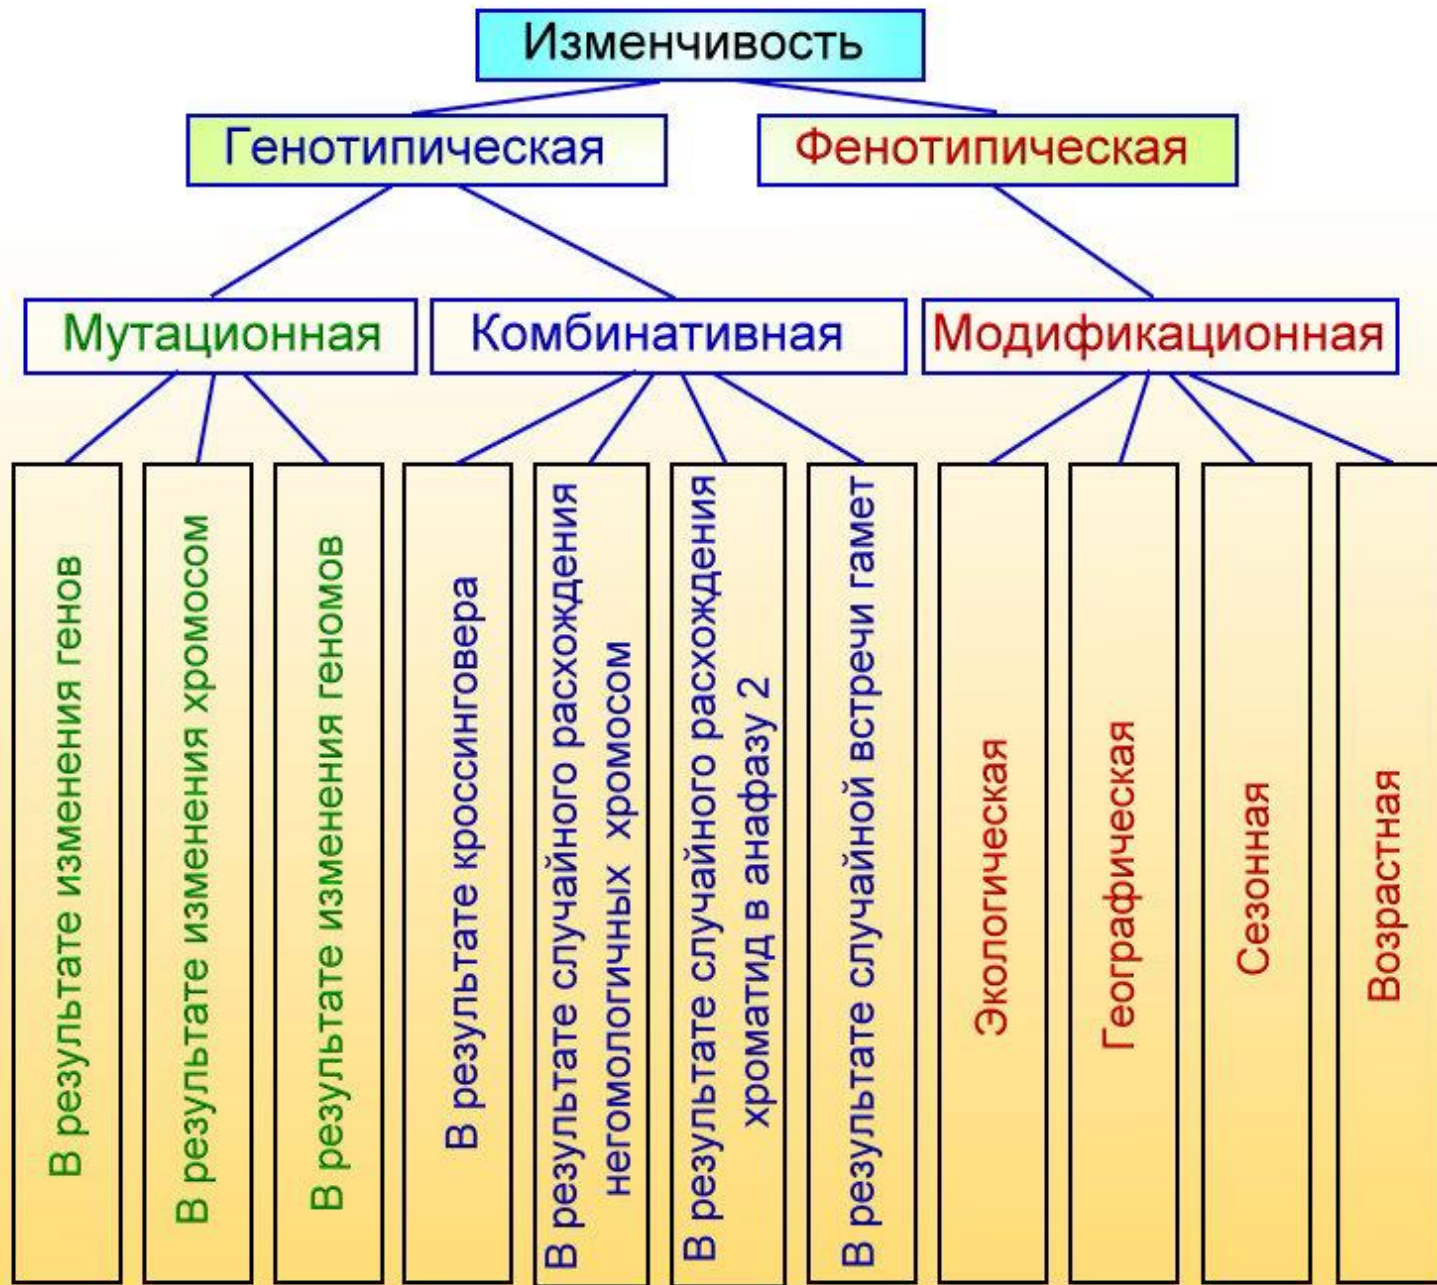 Изменчивость
Генотипическая
Фенотипическая
Мутационная
Комбинативная
Модификационная
В результате изменения генов
В результате изменения хромосом
В результате изменения геномов
В результате кроссинговера
В результате случайного расхождения
негомологичных хромосом
В результате случайного расхождения
хроматид в анафазу 2
В результате случайной встречи гамет
Экологическая
Географическая
Сезонная
Возрастная